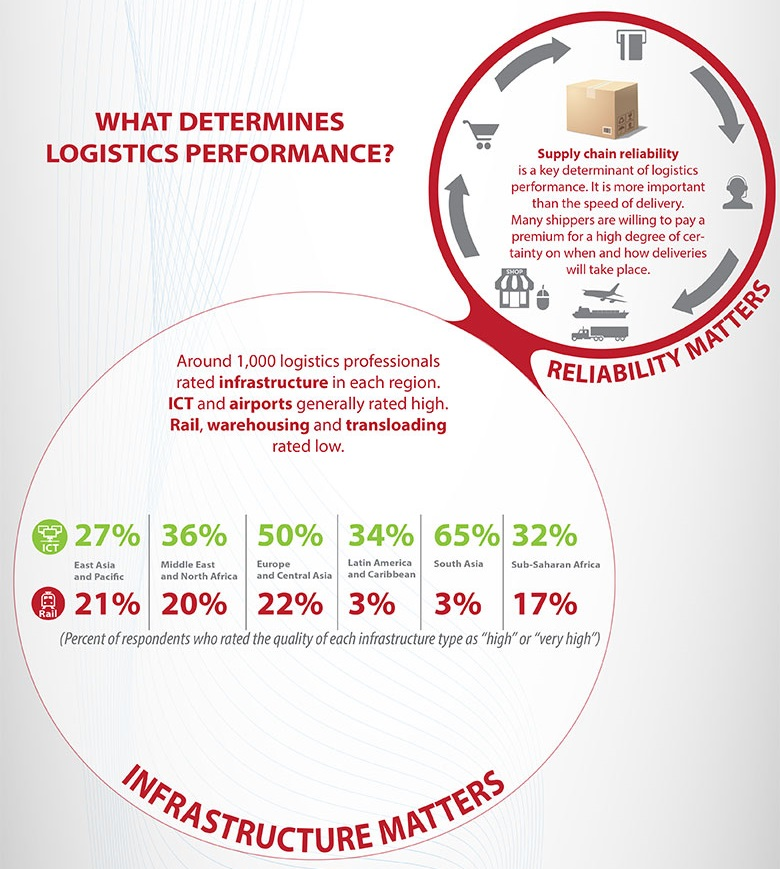 WHAT DETERMINES
LOGISTICS PERFORMANCE?
Supply chain reliability
is a key determinant of logistics
performance. It is more important
than the speed of delivery.
Many shippers are willing to pay a
premium for a high degree of cer-
tainty on when and how deliveries
will take place.
SHOP
RELIABILITY MATTERS
Around 1,000 logistics professionals
rated infrastructure in each region.
ICT and airports generally rated high.
Rail, warehousing and transloading
rated low.
ICT 27% 36% 50% 34% 65% 32%
East Asia Middle East Europe Latin America South Asia Sub-Saharan Africa
and Pacific and North Africa and Central Asia and Caribbean
Rail 21% 20% 22% 3% 3% 17%
(Percent of respondents who rated the quality of each infrastructure type as “high” or “very high”)
INFRASTRUCTURE MATTERS